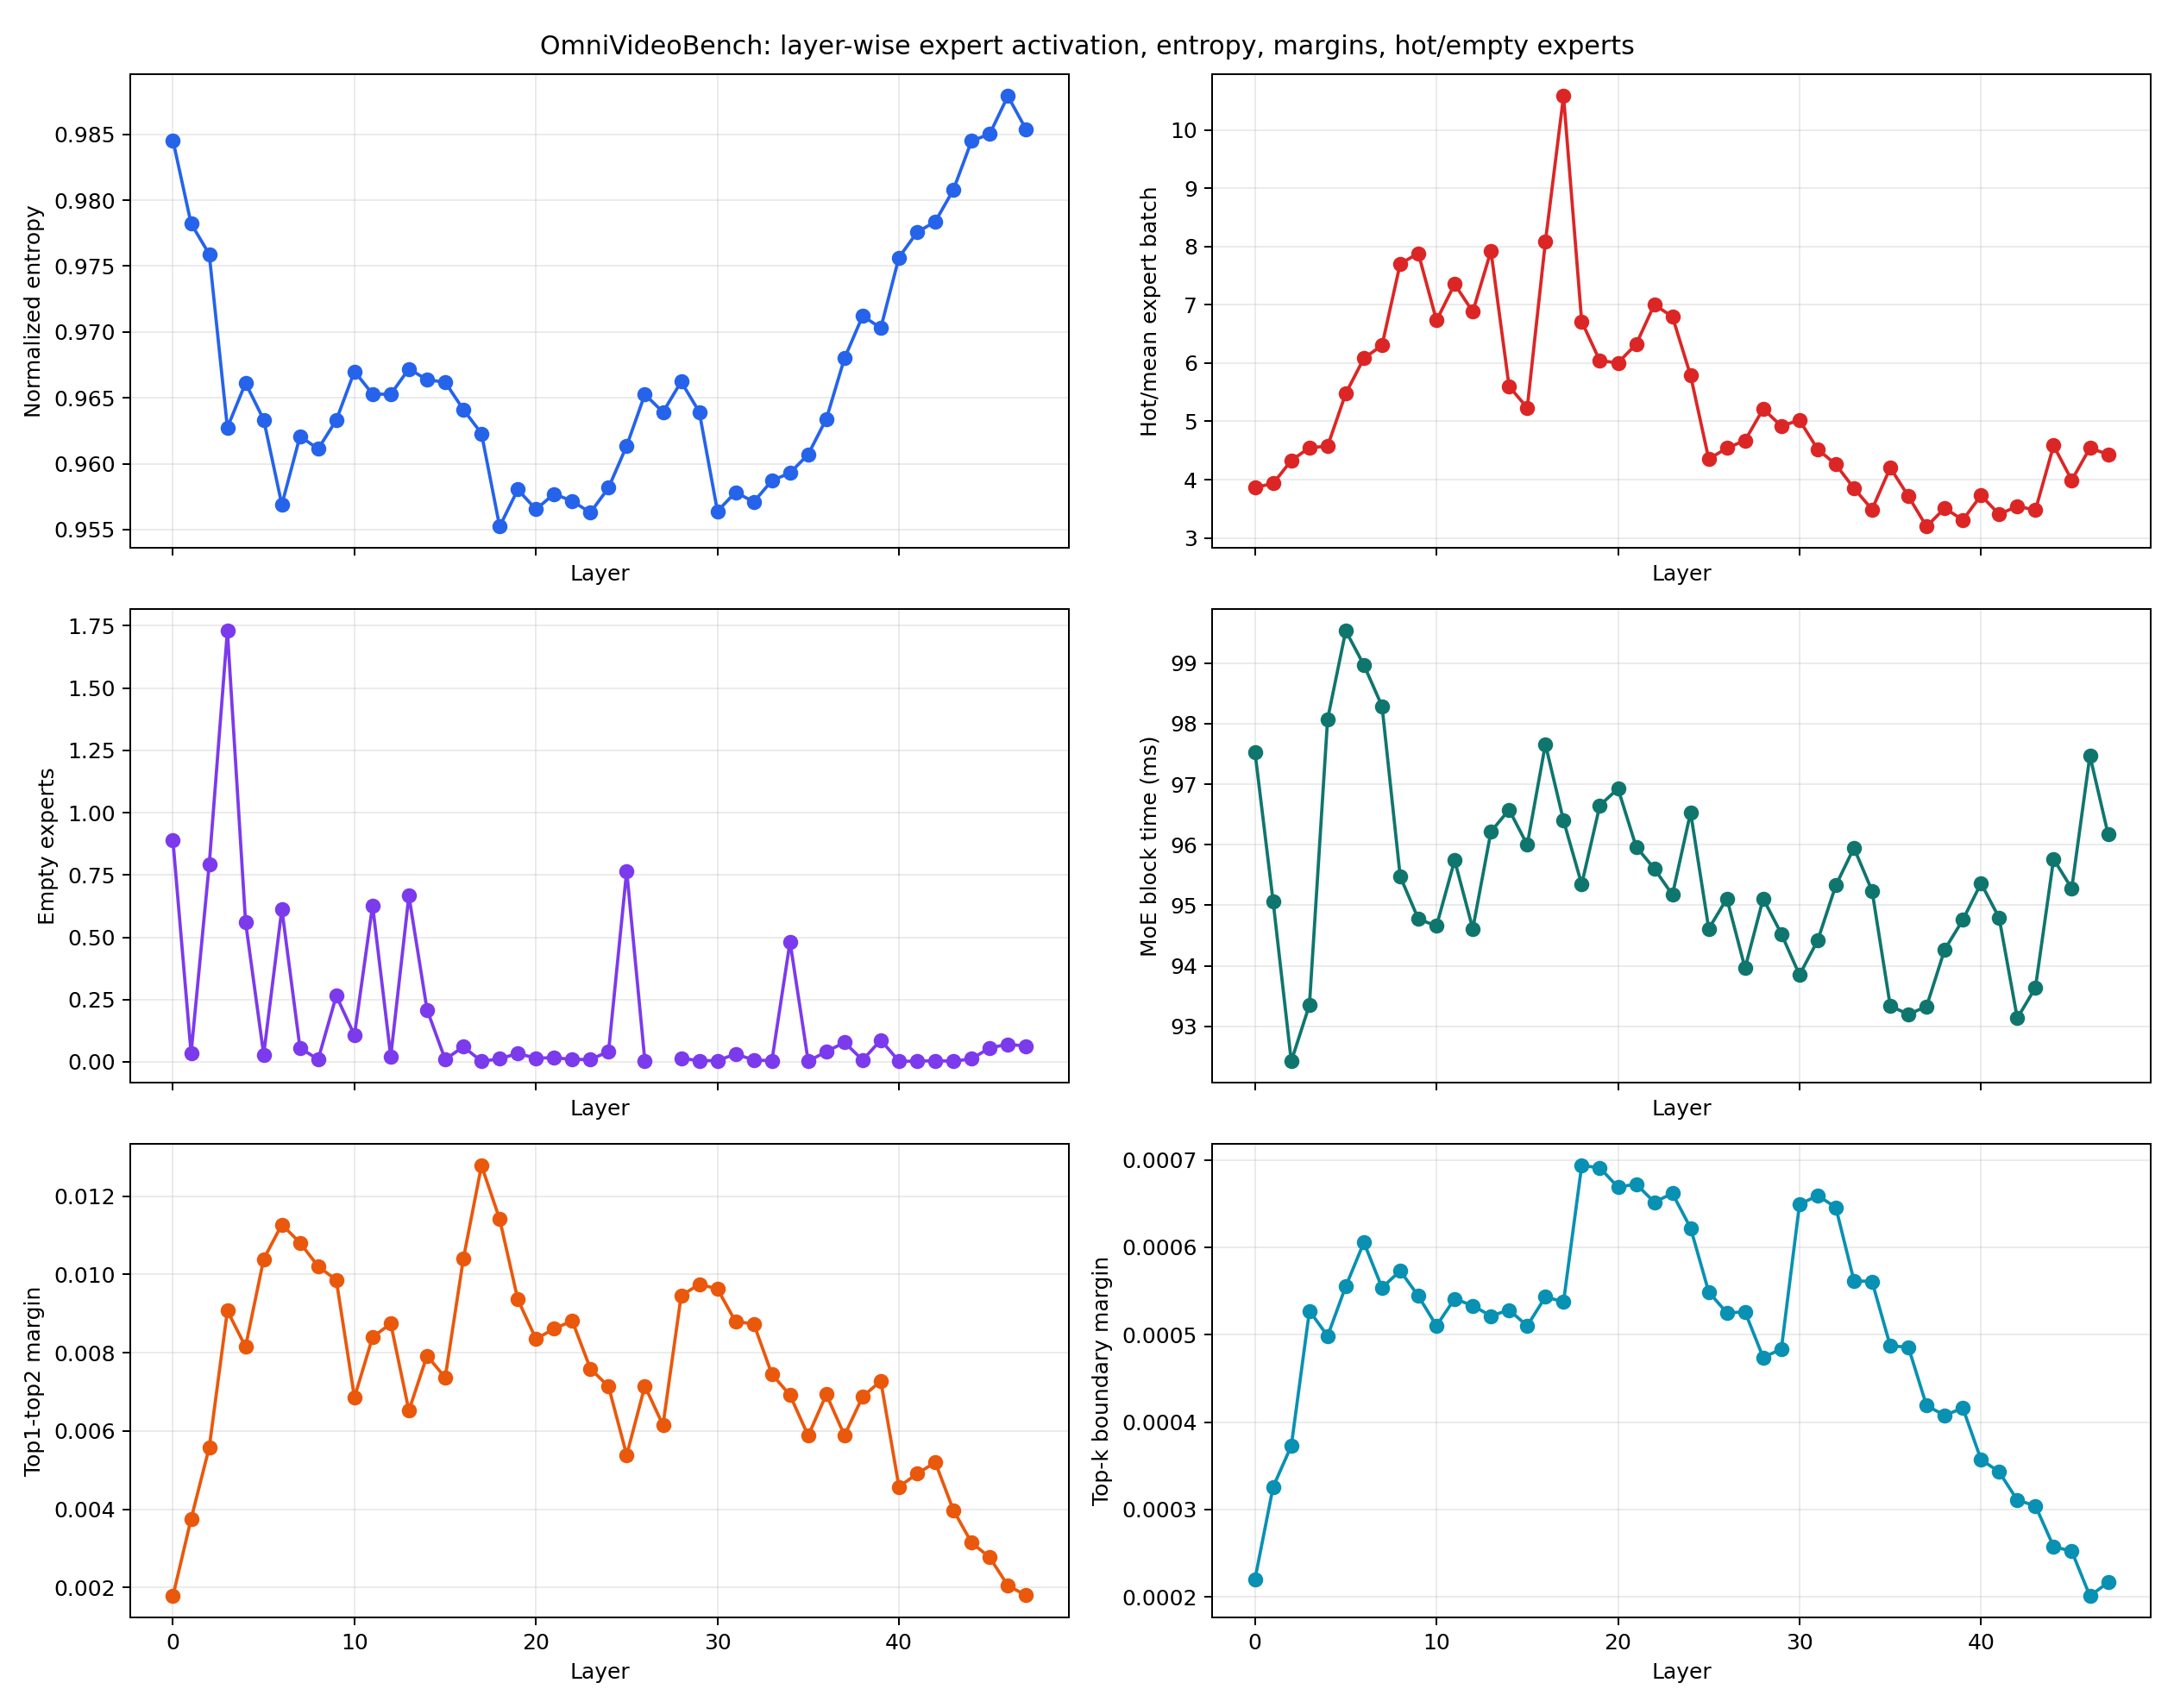 OmniVideoBench: layer-wise expert activation, entropy, margins, hot/empty experts
Normalized entropy
0.985
0.980
0.975
0.970
0.965
0.960
0.955
Layer
Hot/mean expert batch
10
9
8
7
6
5
4
3
Layer
Empty experts
1.75
1.50
1.25
1.00
0.75
0.50
0.25
0.00
Layer
MoE block time (ms)
99
98
97
96
95
94
93
Layer
Top1-top2 margin
0.012
0.010
0.008
0.006
0.004
0.002
0 10 20 30 40
Layer
Top-k boundary margin
0.0007
0.0006
0.0005
0.0004
0.0003
0.0002
0 10 20 30 40
Layer